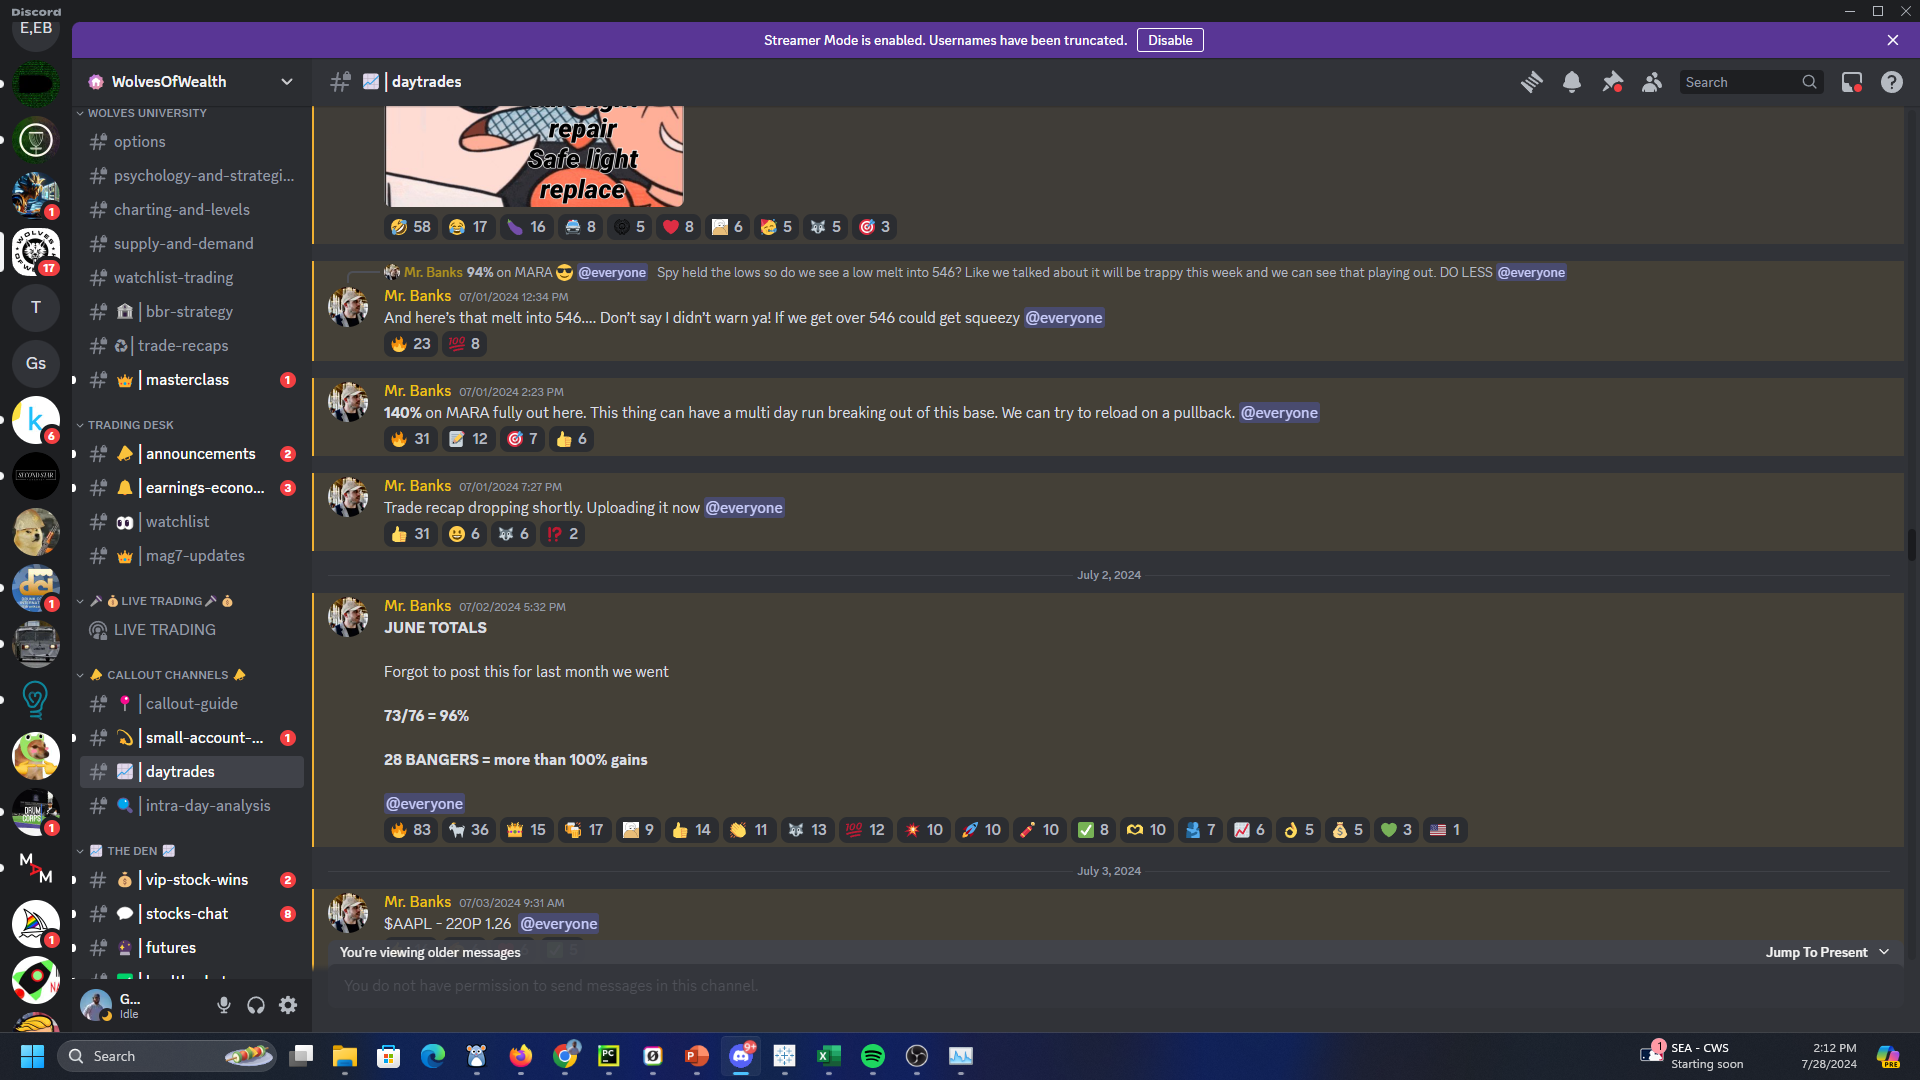 Discord
E,EB
Streamer Mode is enabled. Usernames have been truncated.
Disable
WolvesOfWealth
daytrades
Search
1
17
T
Gs
k
6
SECOND STAR
dci
1
1
M A M
1
WOLVES UNIVERSITY
options
psychology-and-strategi...
charting-and-levels
supply-and-demand
watchlist-trading
bbr-strategy
trade-recaps
masterclass 1
TRADING DESK
announcements 2
earnings-econo... 3
watchlist
mag7-updates
LIVE TRADING
LIVE TRADING
CALLOUT CHANNELS
callout-guide
small-account-... 1
daytrades
intra-day-analysis
THE DEN
vip-stock-wins 2
stocks-chat 8
futures
G...
Idle
repair
Safe light
replace
58 17 16 8 5 8 6 5 5 3
Mr. Banks 94% on MARA @everyone Spy held the lows so do we see a low melt into 546? Like we talked about it will be trappy this week and we can see that playing out. DO LESS @everyone
Mr. Banks 07/01/2024 12:34 PM
And here's that melt into 546.... Don't say I didn't warn ya! If we get over 546 could get squeezy @everyone
23 100 8
Mr. Banks 07/01/2024 2:23 PM
140% on MARA fully out here. This thing can have a multi day run breaking out of this base. We can try to reload on a pullback. @everyone
31 12 7 6
Mr. Banks 07/01/2024 7:27 PM
Trade recap dropping shortly. Uploading it now @everyone
31 6 6 !? 2
July 2, 2024
Mr. Banks 07/02/2024 5:32 PM
JUNE TOTALS
Forgot to post this for last month we went
73/76 = 96%
28 BANGERS = more than 100% gains
@everyone
83 36 15 17 9 14 11 13 100 12 10 10 10 8 10 7 6 5 5 3 1
July 3, 2024
Mr. Banks 07/03/2024 9:31 AM
$AAPL - 220P 1.26 @everyone
You're viewing older messages
Jump To Present
You do not have permission to send messages in this channel.
Search
PC
9+
1
SEA - CWS
Starting soon
2:12 PM
7/28/2024
PRE